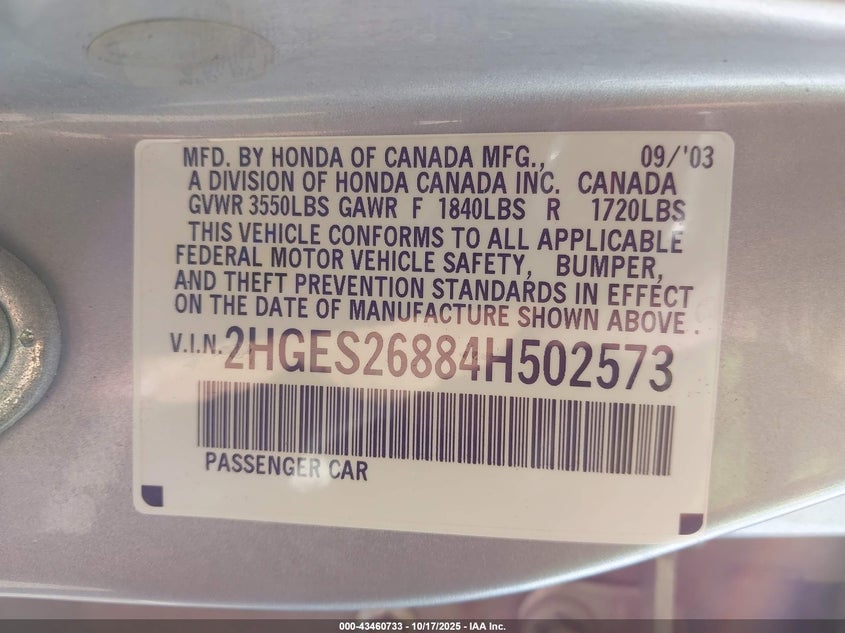 MFD. BY HONDA OF CANADA MFG., 09/'03
A DIVISION OF HONDA CANADA INC. CANADA
GVWR 3550LBS GAWR F 1840LBS R 1720LBS
THIS VEHICLE CONFORMS TO ALL APPLICABLE
FEDERAL MOTOR VEHICLE SAFETY, BUMPER,
AND THEFT PREVENTION STANDARDS IN EFFECT
ON THE DATE OF MANUFACTURE SHOWN ABOVE.
V.I.N. 2HGES26884H502573
PASSENGER CAR
000-43460733 - 10/17/2025 - IAA Inc.